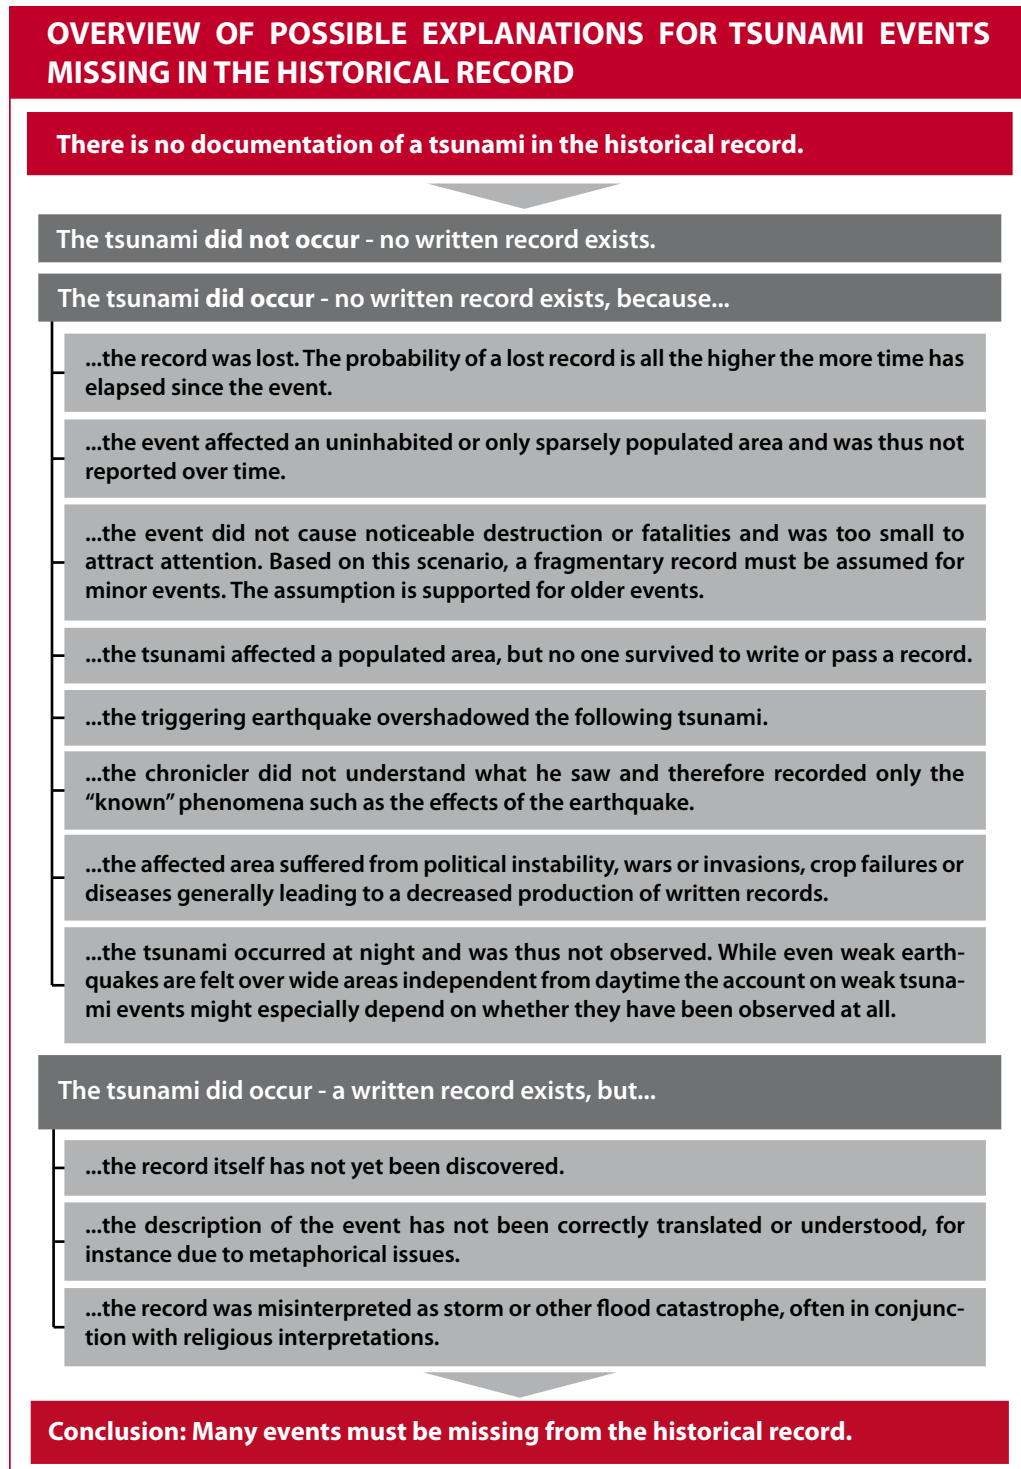 OVERVIEW OF POSSIBLE EXPLANATIONS FOR TSUNAMI EVENTS
MISSING IN THE HISTORICAL RECORD
There is no documentation of a tsunami in the historical record.
The tsunami did not occur - no written record exists.
The tsunami did occur - no written record exists, because...
...the record was lost. The probability of a lost record is all the higher the more time has
elapsed since the event.
...the event affected an uninhabited or only sparsely populated area and was thus not
reported over time.
...the event did not cause noticeable destruction or fatalities and was too small to
attract attention. Based on this scenario, a fragmentary record must be assumed for
minor events. The assumption is supported for older events.
...the tsunami affected a populated area, but no one survived to write or pass a record.
...the triggering earthquake overshadowed the following tsunami.
...the chronicler did not understand what he saw and therefore recorded only the
“known” phenomena such as the effects of the earthquake.
...the affected area suffered from political instability, wars or invasions, crop failures or
diseases generally leading to a decreased production of written records.
...the tsunami occurred at night and was thus not observed. While even weak earth-
quakes are felt over wide areas independent from daytime the account on weak tsuna-
mi events might especially depend on whether they have been observed at all.
The tsunami did occur - a written record exists, but...
...the record itself has not yet been discovered.
...the description of the event has not been correctly translated or understood, for
instance due to metaphorical issues.
...the record was misinterpreted as storm or other flood catastrophe, often in conjunc-
tion with religious interpretations.
Conclusion: Many events must be missing from the historical record.